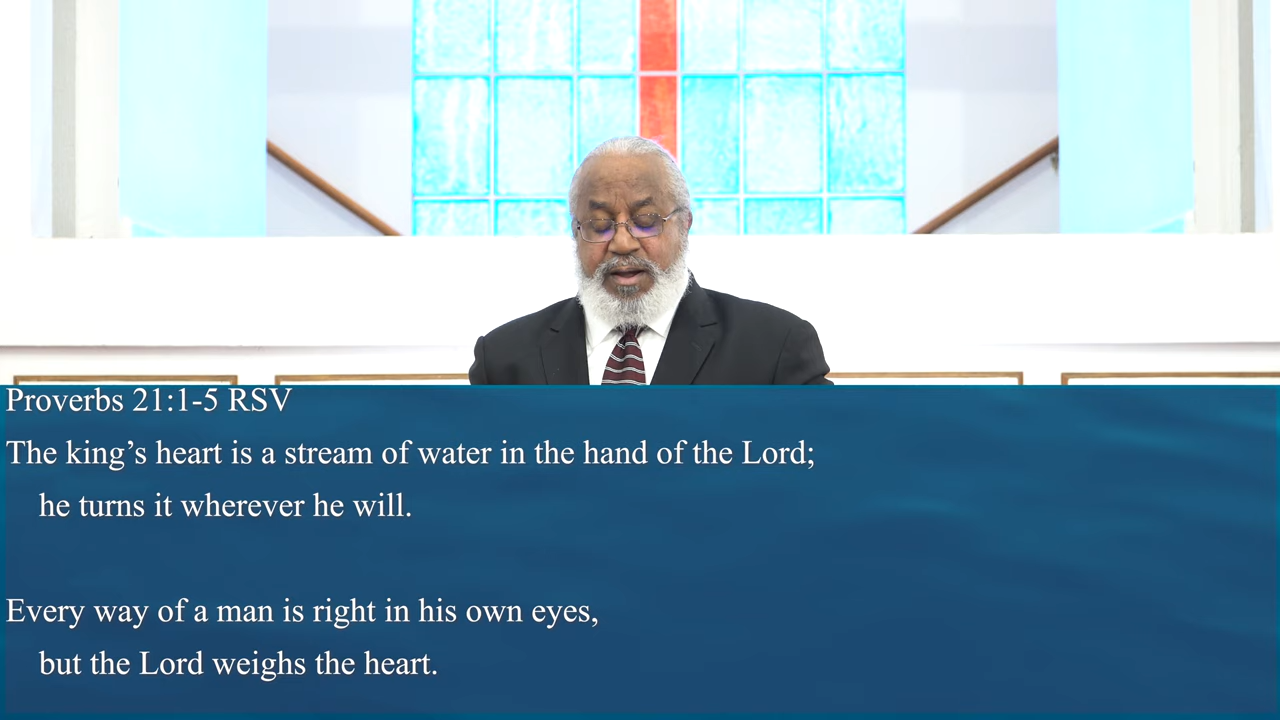 Proverbs 21:1-5 RSV
The king’s heart is a stream of water in the hand of the Lord;
he turns it wherever he will.
Every way of a man is right in his own eyes,
but the Lord weighs the heart.